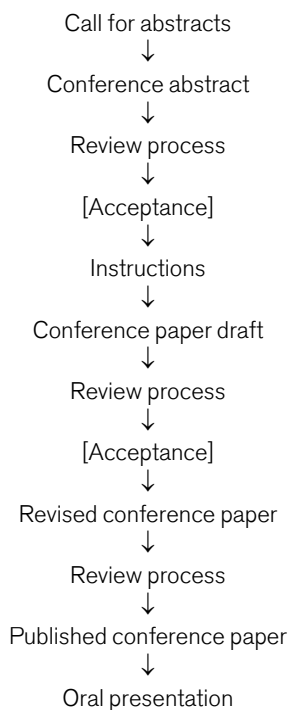 Call for abstracts
↓
Conference abstract
↓
Review process
↓
[Acceptance]
↓
Instructions
↓
Conference paper draft
↓
Review process
↓
[Acceptance]
↓
Revised conference paper
↓
Review process
↓
Published conference paper
↓
Oral presentation